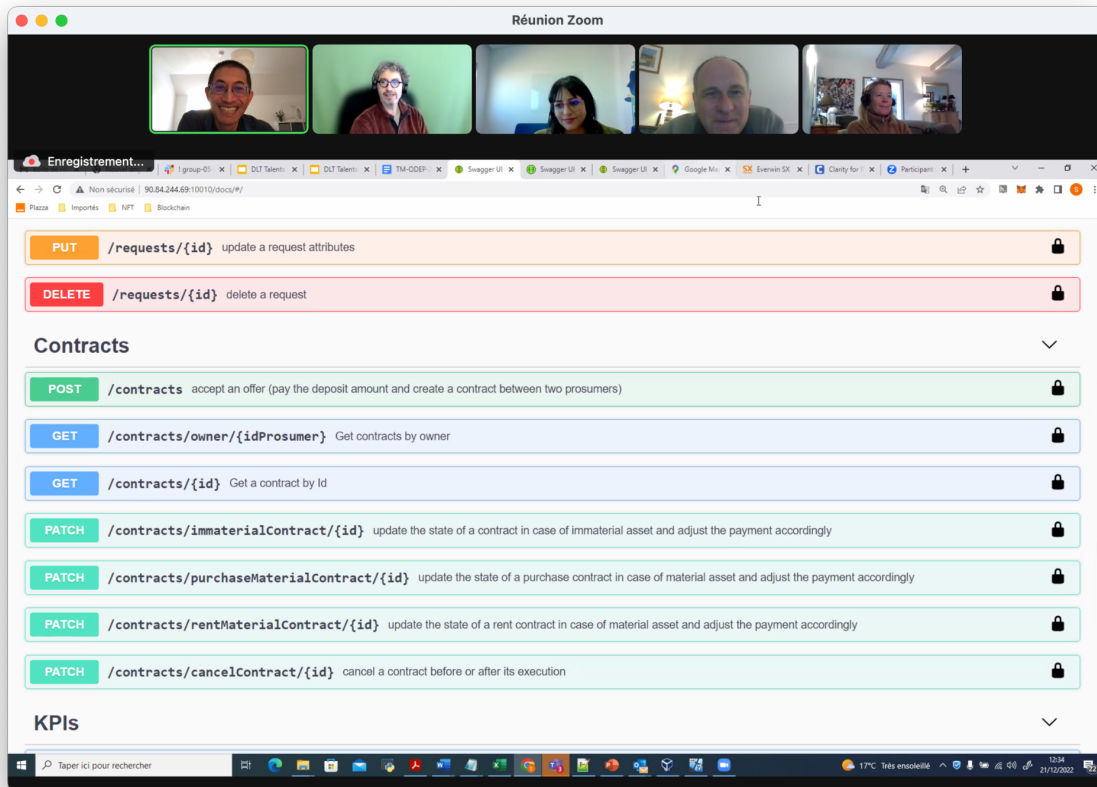 Réunion Zoom
Enregistrement...
! group-05
DLT Talents
DLT Talents
TM-ODEP-
Swagger UI
Swagger UI
Swagger UI
Google Ma
Everwin SX
Clarity for
Participant
Non sécurisé | 90.84.244.69:10010/docs/#/
Plazza Importés NFT Blockchain
PUT /requests/{id} update a request attributes
DELETE /requests/{id} delete a request
Contracts
POST /contracts accept an offer (pay the deposit amount and create a contract between two prosumers)
GET /contracts/owner/{idProsumer} Get contracts by owner
GET /contracts/{id} Get a contract by Id
PATCH /contracts/immaterialContract/{id} update the state of a contract in case of immaterial asset and adjust the payment accordingly
PATCH /contracts/purchaseMaterialContract/{id} update the state of a purchase contract in case of material asset and adjust the payment accordingly
PATCH /contracts/rentMaterialContract/{id} update the state of a rent contract in case of material asset and adjust the payment accordingly
PATCH /contracts/cancelContract/{id} cancel a contract before or after its execution
KPIs
Taper ici pour rechercher
17°C Très ensoleillé
12:34
21/12/2022